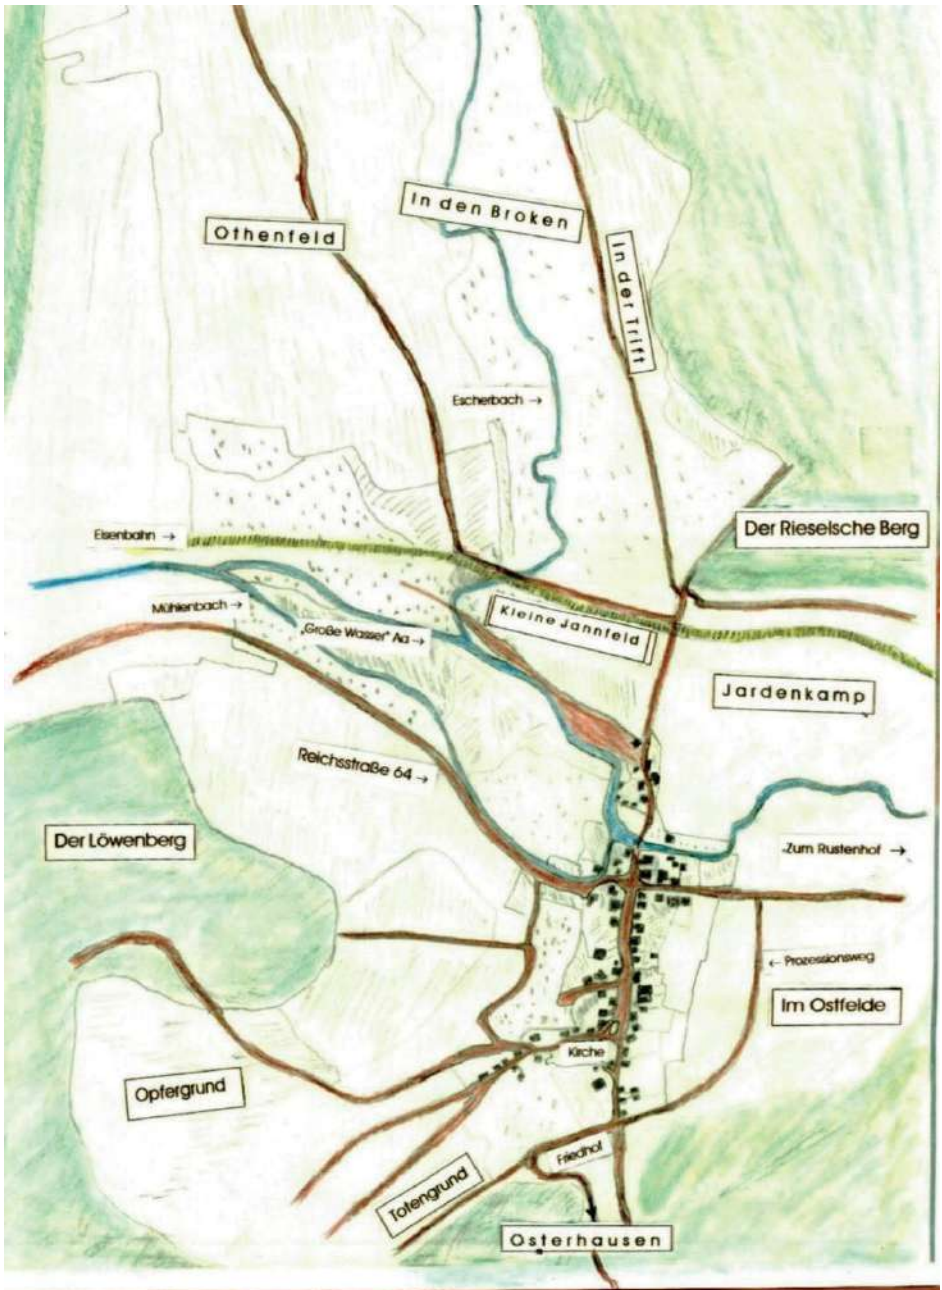 In den Broken
Othenfeld
In der Trift
Escherbach →
Eisenbahn →
Der Rieselsche Berg
Mühlenbach →
„Große Wasser" Aa →
Kleine Jannfeld
Jardenkamp
Reichsstraße 64 →
Der Löwenberg
Zum Rustenhof →
← Prozessionsweg
Im Ostfelde
Kirche
Opfergrund
Friedhof
Totengrund
Osterhausen